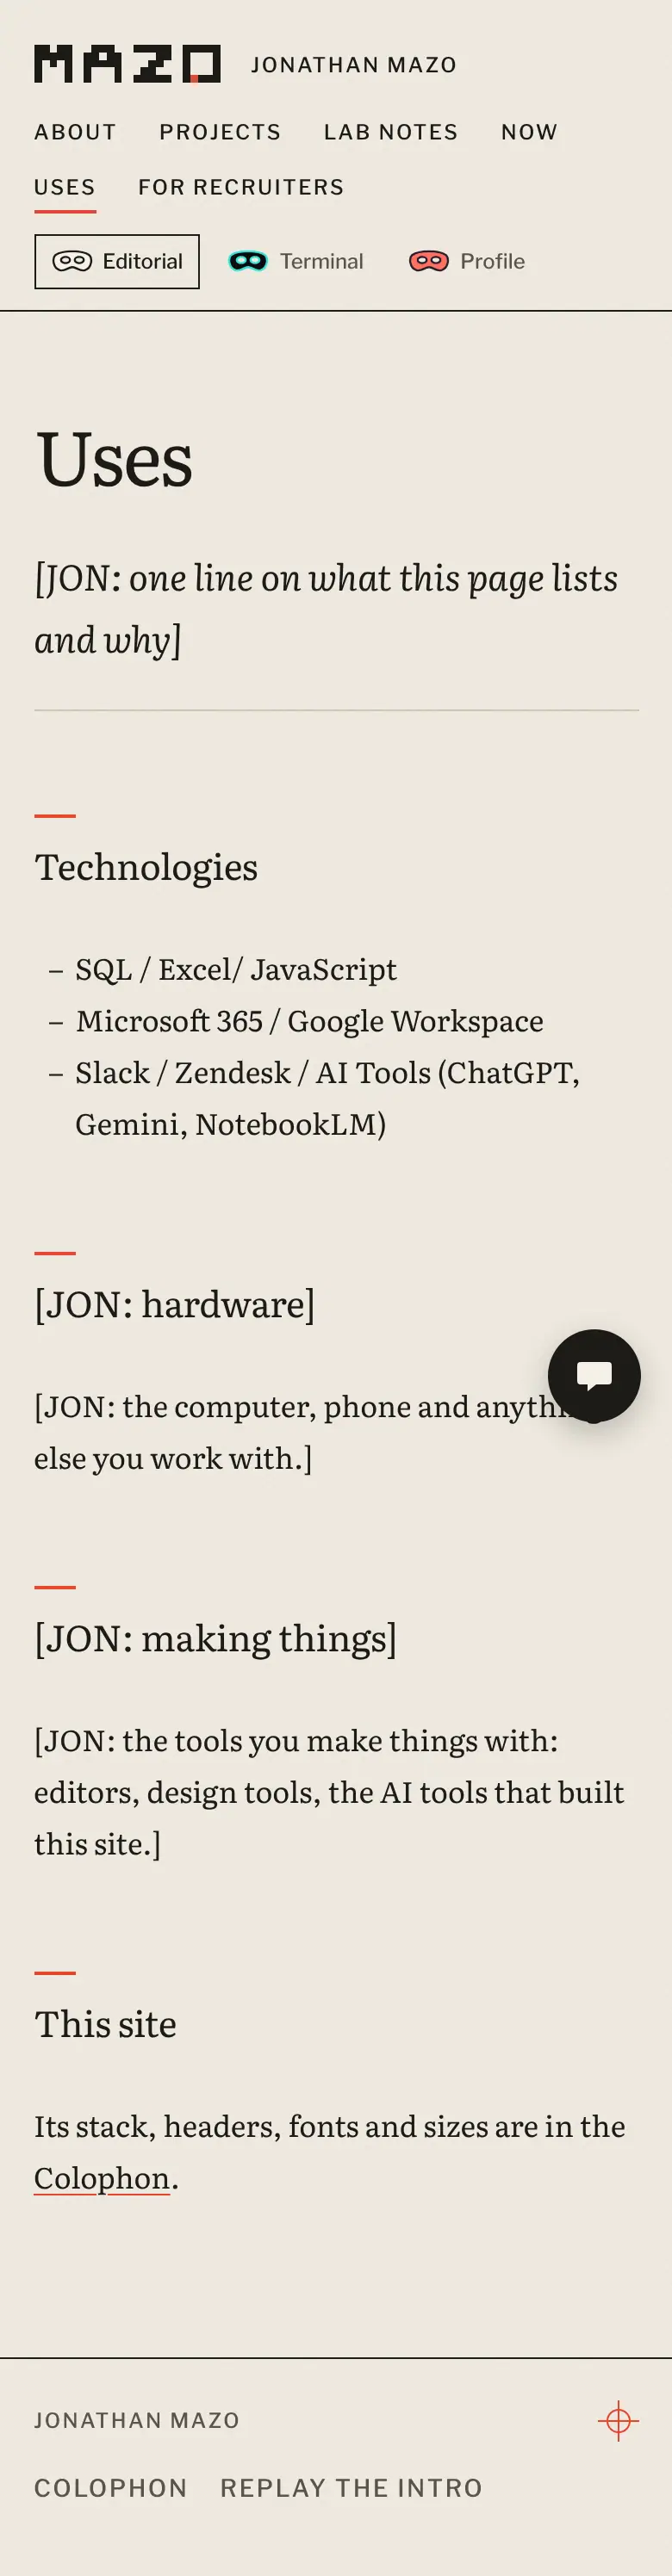 MAZO JONATHAN MAZO
ABOUT PROJECTS LAB NOTES NOW
USES FOR RECRUITERS
Editorial Terminal Profile
Uses
[JON: one line on what this page lists
and why]
Technologies
– SQL / Excel/ JavaScript
– Microsoft 365 / Google Workspace
– Slack / Zendesk / AI Tools (ChatGPT,
Gemini, NotebookLM)
[JON: hardware]
[JON: the computer, phone and
else you work with.]
[JON: making things]
[JON: the tools you make things with:
editors, design tools, the AI tools that built
this site.]
This site
Its stack, headers, fonts and sizes are in the
Colophon.
JONATHAN MAZO
COLOPHON REPLAY THE INTRO